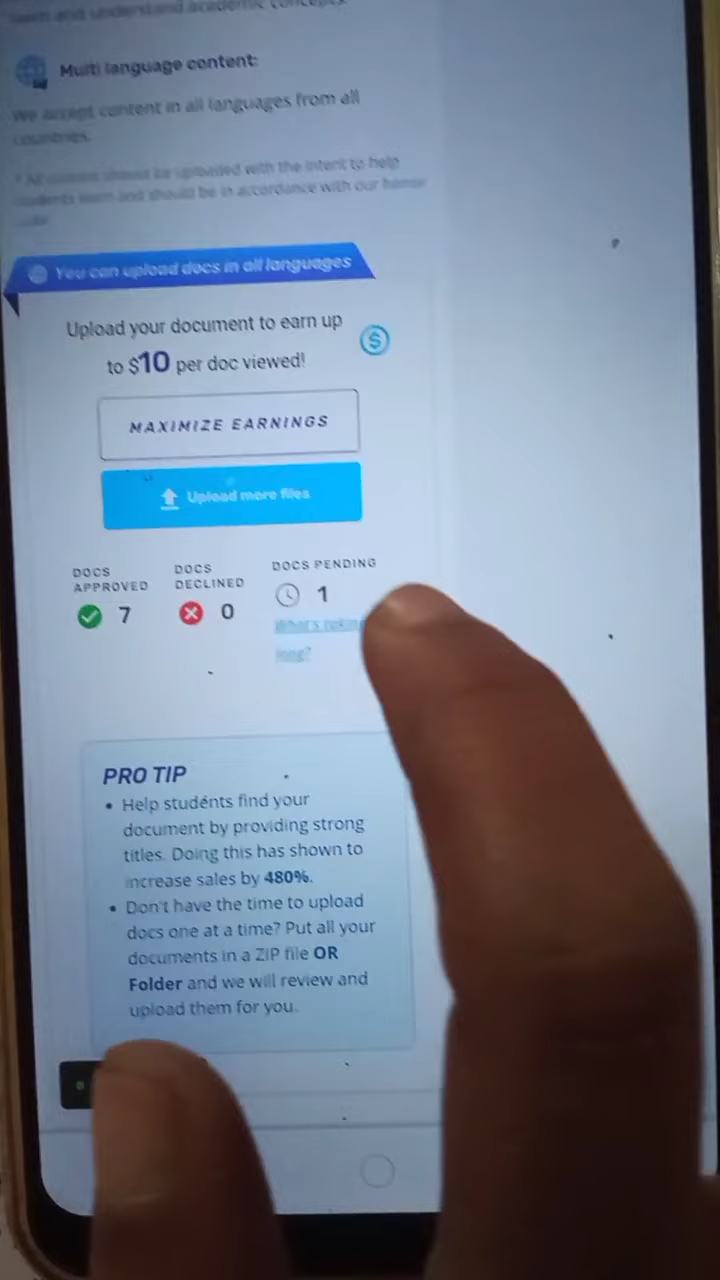 learn and understand academic concepts.
Multi language content:
We accept content in all languages from all
countries.
* All content should be uploaded with the intent to help
students learn and should be in accordance with our honor
code
You can upload docs in all languages
Upload your document to earn up
to $10 per doc viewed!
MAXIMIZE EARNINGS
Upload more files
DOCS APPROVED
7
DOCS DECLINED
0
DOCS PENDING
1
What's
long?
PRO TIP
• Help students find your
document by providing strong
titles. Doing this has shown to
increase sales by 480%.
• Don't have the time to upload
docs one at a time? Put all your
documents in a ZIP file OR
Folder and we will review and
upload them for you.